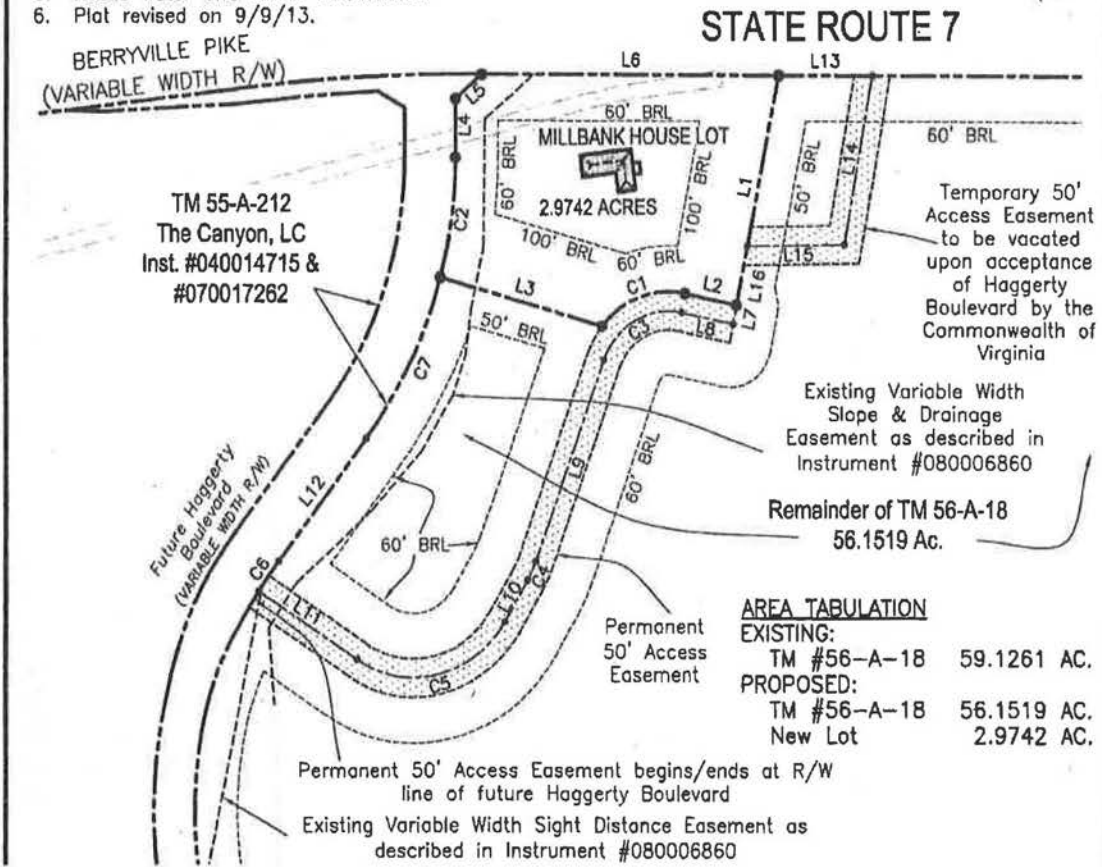 6. Plat revised on 9/9/13.
STATE ROUTE 7
BERRYVILLE PIKE
(VARIABLE WIDTH R/W)
L6
L13
L5
L4
60' BRL
60' BRL
MILLBANK HOUSE LOT
60' BRL
2.9742 ACRES
100' BRL
L1
50' BRL
L14
C2
100' BRL
60' BRL
L15
L16
TM 55-A-212
The Canyon, LC
Inst. #040014715 &
#070017262
Temporary 50'
Access Easement
to be vacated
upon acceptance
of Haggerty
Boulevard by the
Commonwealth of
Virginia
L3
C1
L2
L7
50' BRL
C3
L8
C7
Existing Variable Width
Slope & Drainage
Easement as described in
Instrument #080006860
L9
60' BRL
Future Haggerty
Boulevard
(VARIABLE WIDTH R/W)
L12
Remainder of TM 56-A-18
56.1519 Ac.
60' BRL
C6
L11
L10
C4
C5
Permanent
50' Access
Easement
AREA TABULATION
EXISTING:
TM #56-A-18 59.1261 AC.
PROPOSED:
TM #56-A-18 56.1519 AC.
New Lot 2.9742 AC.
Permanent 50' Access Easement begins/ends at R/W
line of future Haggerty Boulevard
Existing Variable Width Sight Distance Easement as
described in Instrument #080006860